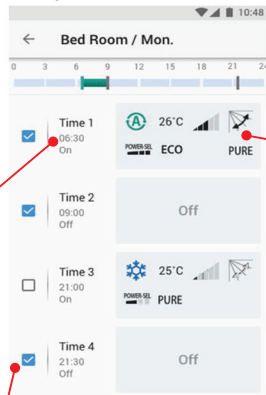 10:48
Bed Room / Mon.
0 3 6 9 12 15 18 21 24
Time 1
06:30
On
A 26°C
POWER-SEL ECO PURE
Time 2
09:00
Off
Off
Time 3
21:00
On
25°C
POWER-SEL PURE
Time 4
21:30
Off
Off